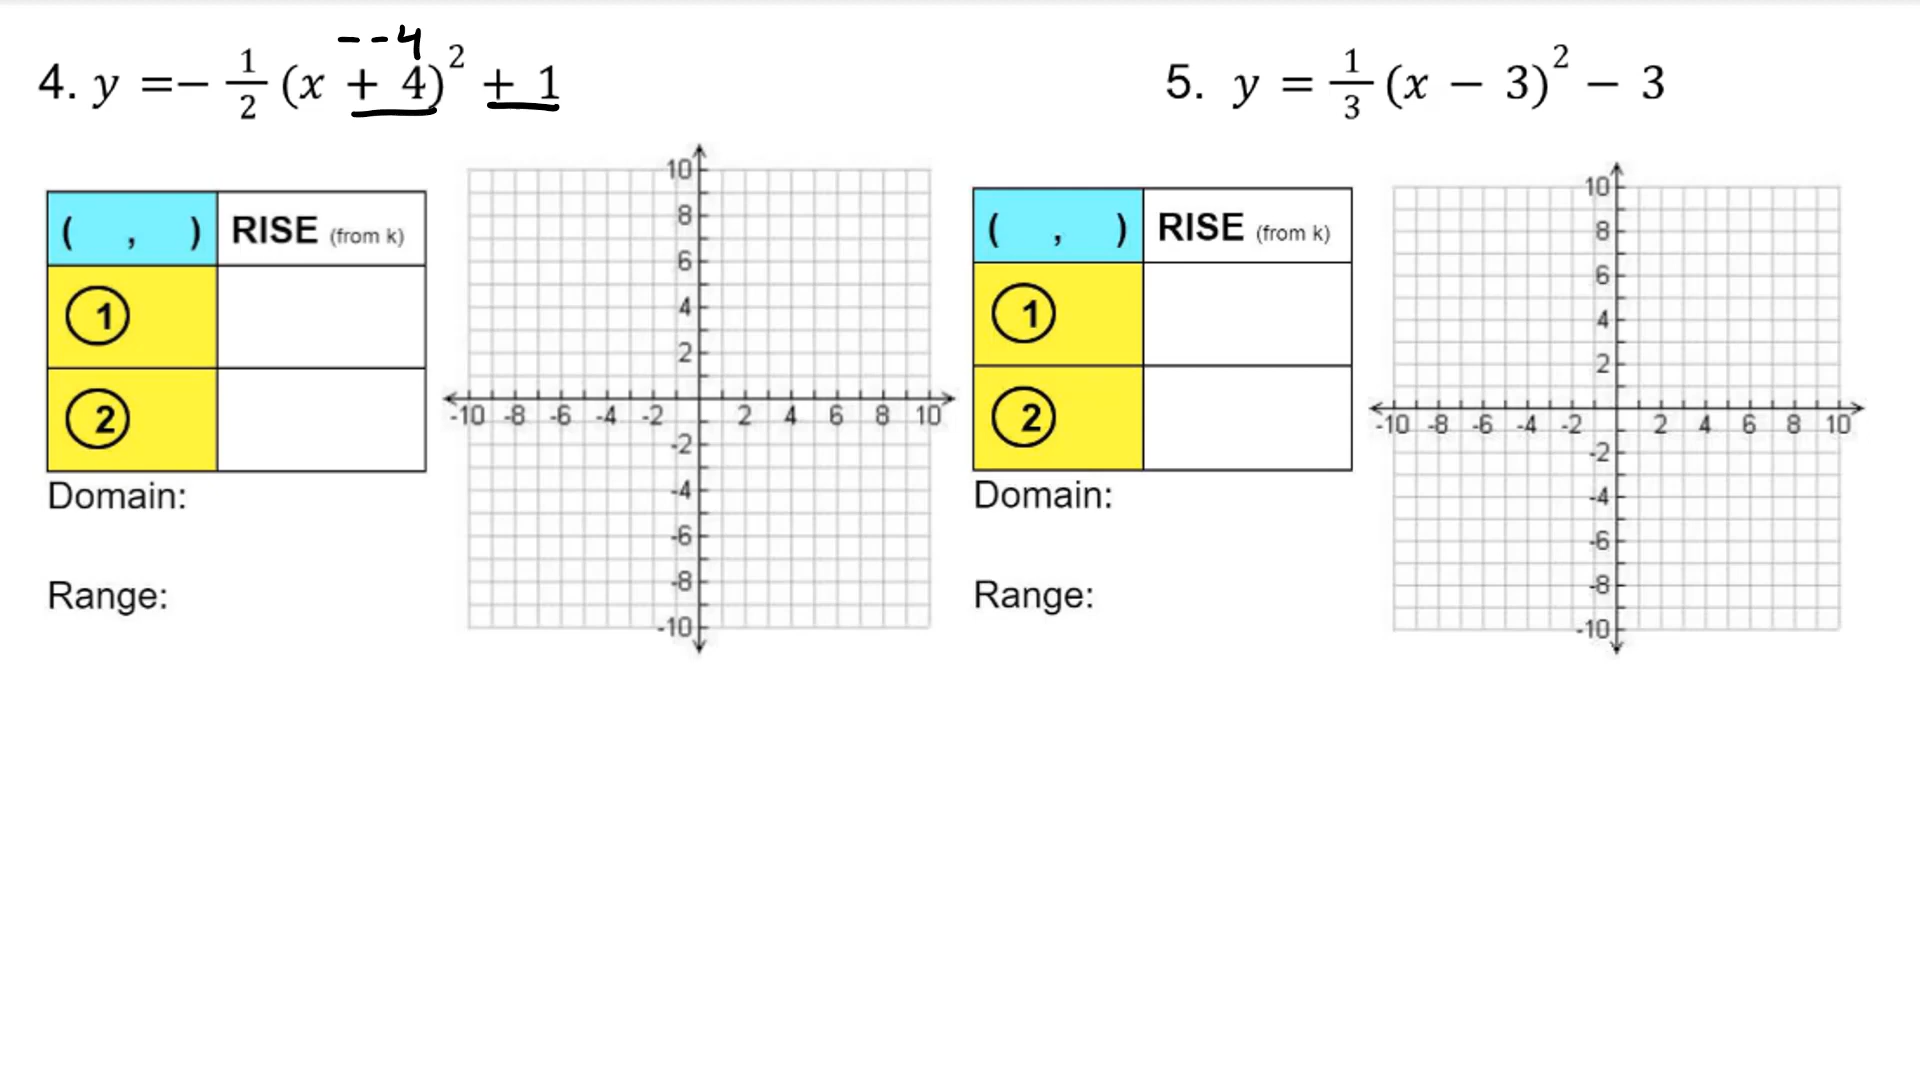 --4
4. y =− 1/2 (x + 4)² + 1
5. y = 1/3 (x − 3)² − 3
( , ) RISE (from k)
1
2
Domain:
Range:
10
8
6
4
2
-10 -8 -6 -4 -2 2 4 6 8 10
-2
-4
-6
-8
-10
( , ) RISE (from k)
1
2
Domain:
Range:
10
8
6
4
2
-10 -8 -6 -4 -2 2 4 6 8 10
-2
-4
-6
-8
-10